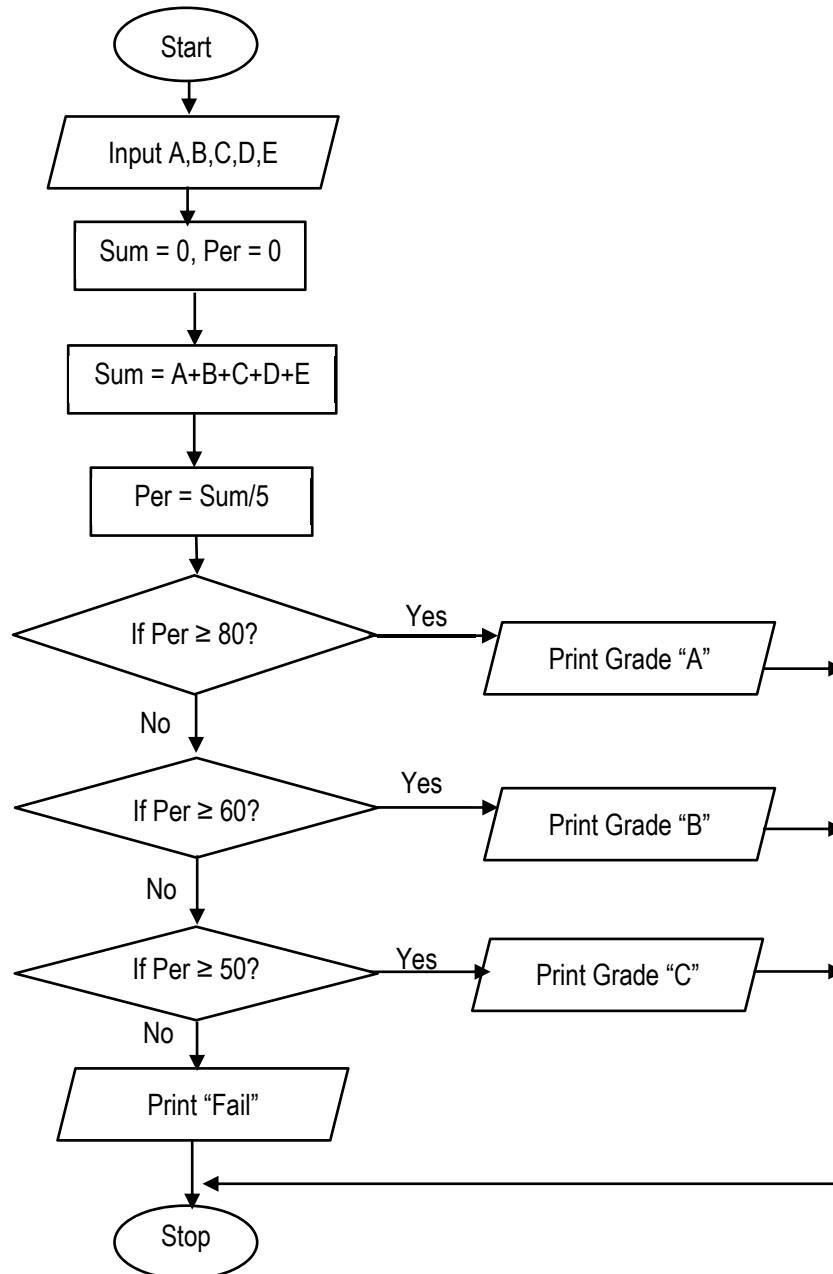 Start
Input A,B,C,D,E
Sum = 0, Per = 0
Sum = A+B+C+D+E
Per = Sum/5
If Per ≥ 80?
Yes
Print Grade “A”
No
If Per ≥ 60?
Yes
Print Grade “B”
No
If Per ≥ 50?
Yes
Print Grade “C”
No
Print “Fail”
Stop